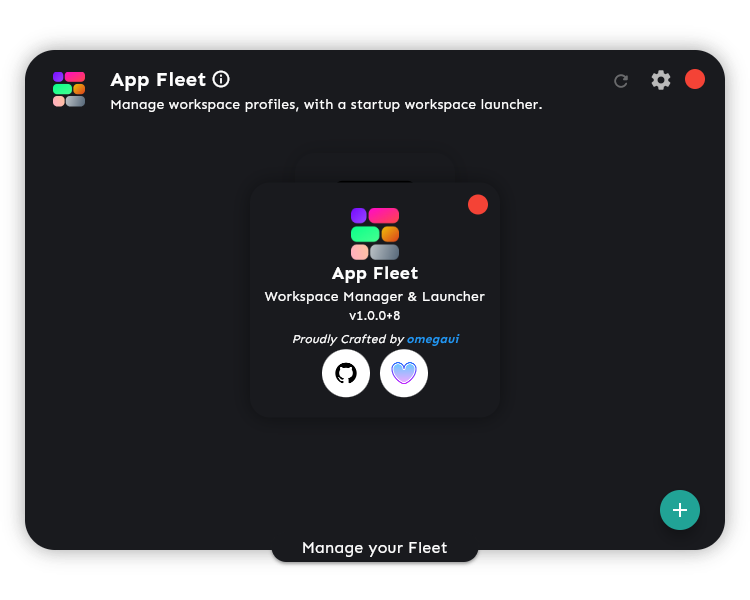 App Fleet
Manage workspace profiles, with a startup workspace launcher.
App Fleet
Workspace Manager & Launcher
v1.0.0+8
Proudly Crafted by omegaui
Manage your Fleet